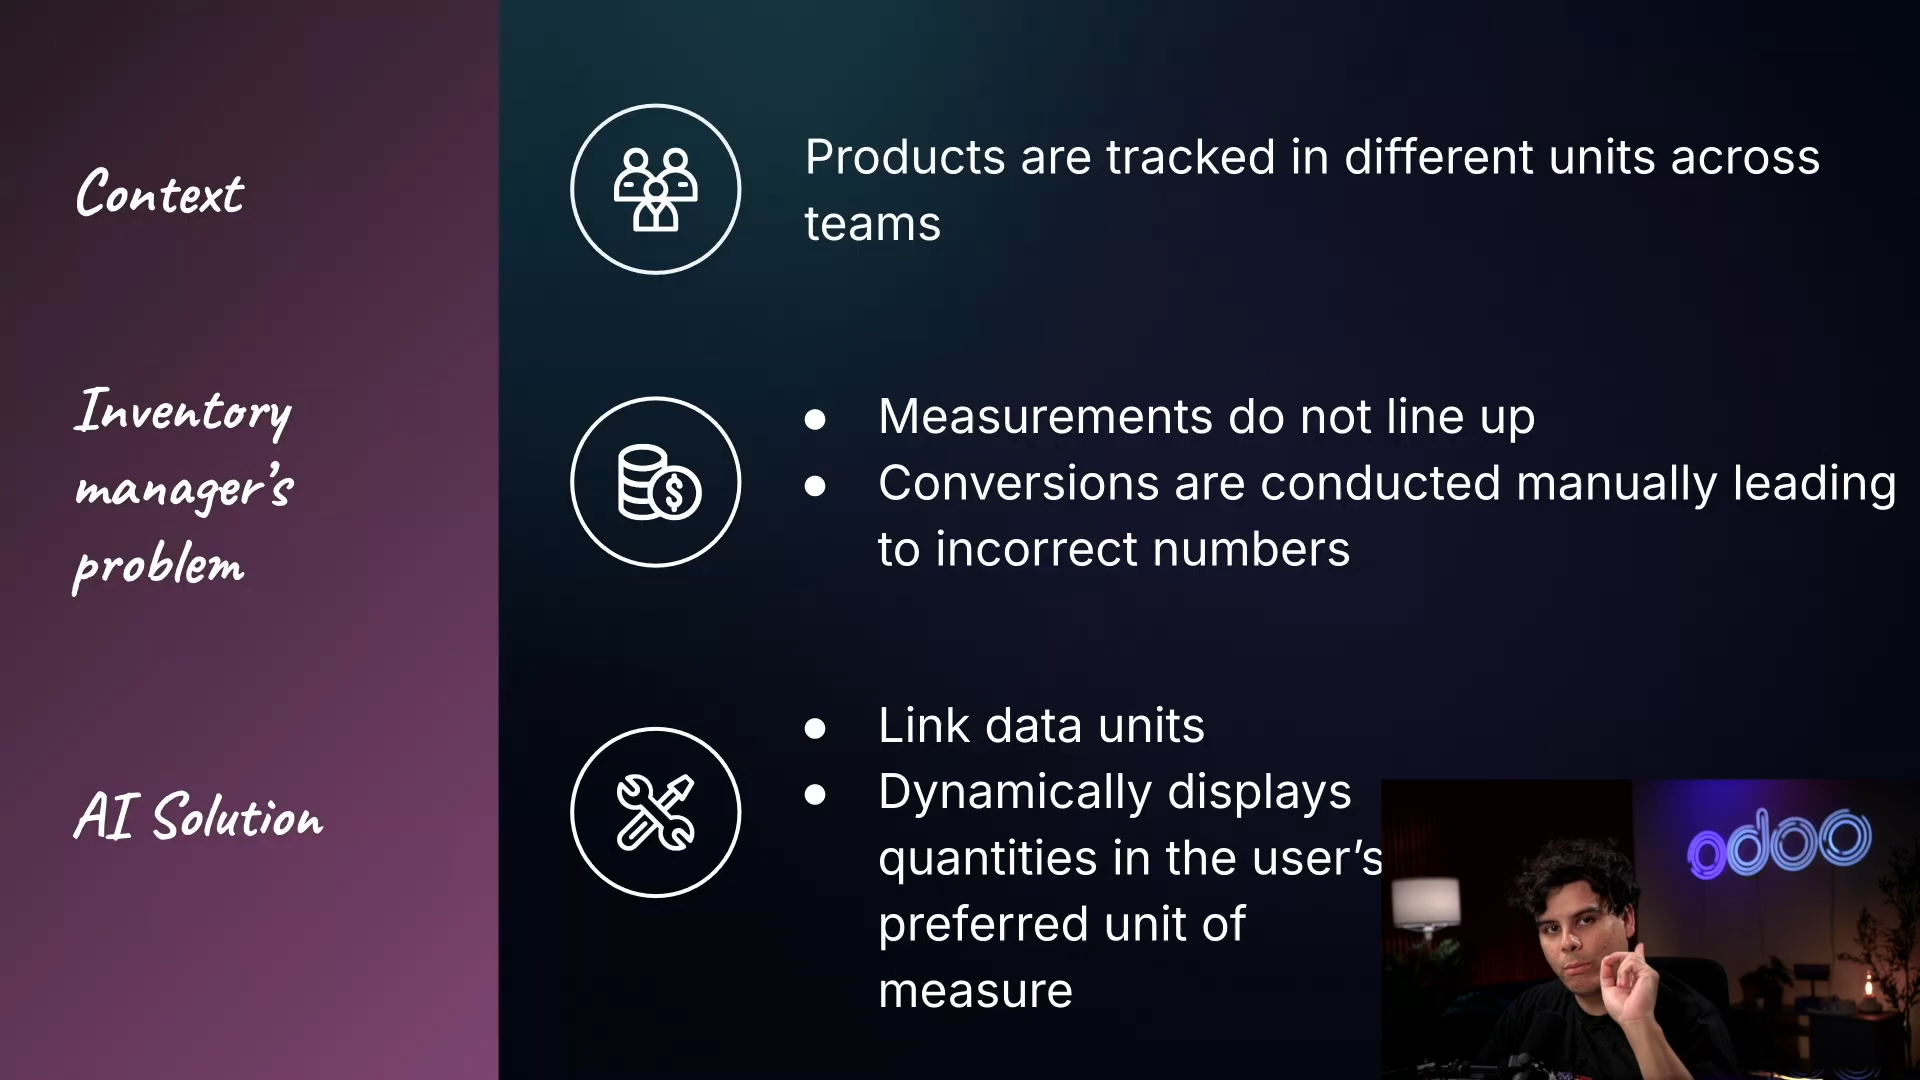 Context
Products are tracked in different units across
teams
Inventory
manager's
problem
● Measurements do not line up
● Conversions are conducted manually leading
to incorrect numbers
AI Solution
● Link data units
● Dynamically displays
quantities in the user's
preferred unit of
measure
odoo